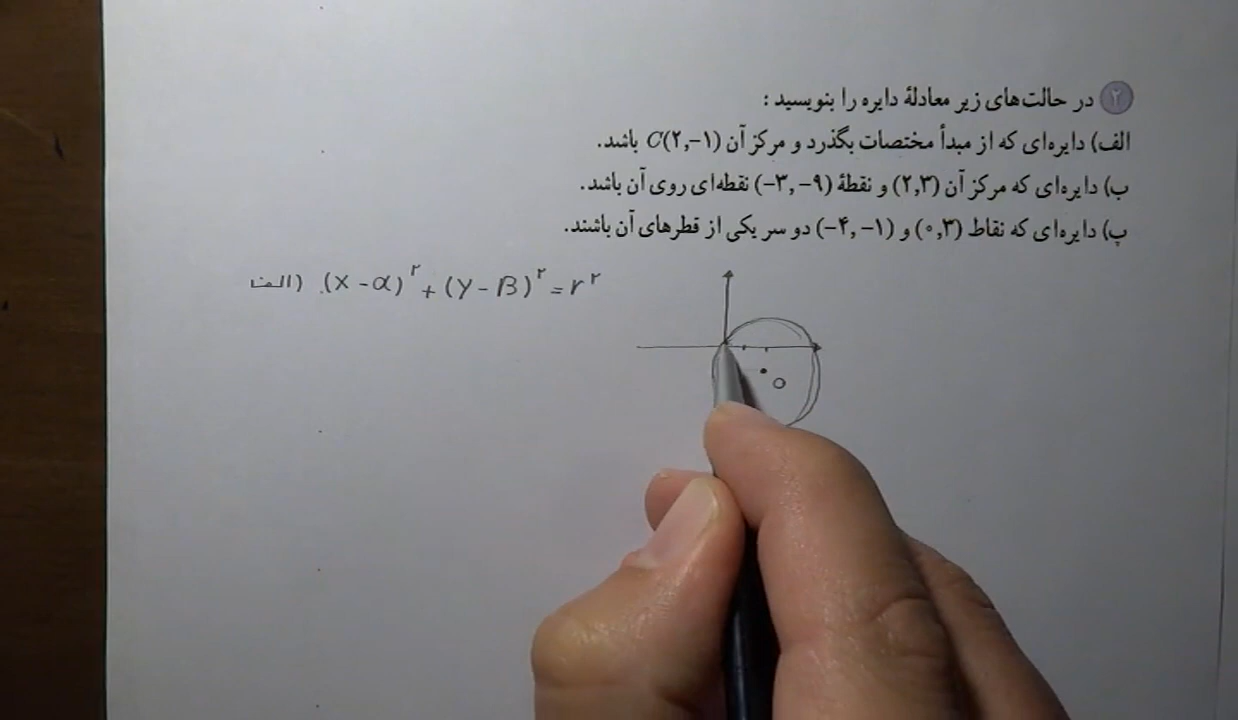 ۲ در حالت‌های زیر معادلهٔ دایره را بنویسید :
الف) دایره‌ای که از مبدأ مختصات بگذرد و مرکز آن C(۲,−۱) باشد.
ب) دایره‌ای که مرکز آن (۲,۳) و نقطهٔ (−۳,−۹) نقطه‌ای روی آن باشد.
پ) دایره‌ای که نقاط (۰,۳) و (−۴,−۱) دو سر یکی از قطرهای آن باشند.
الف) (x-α)^۲ + (y-β)^۲ = r^۲
O